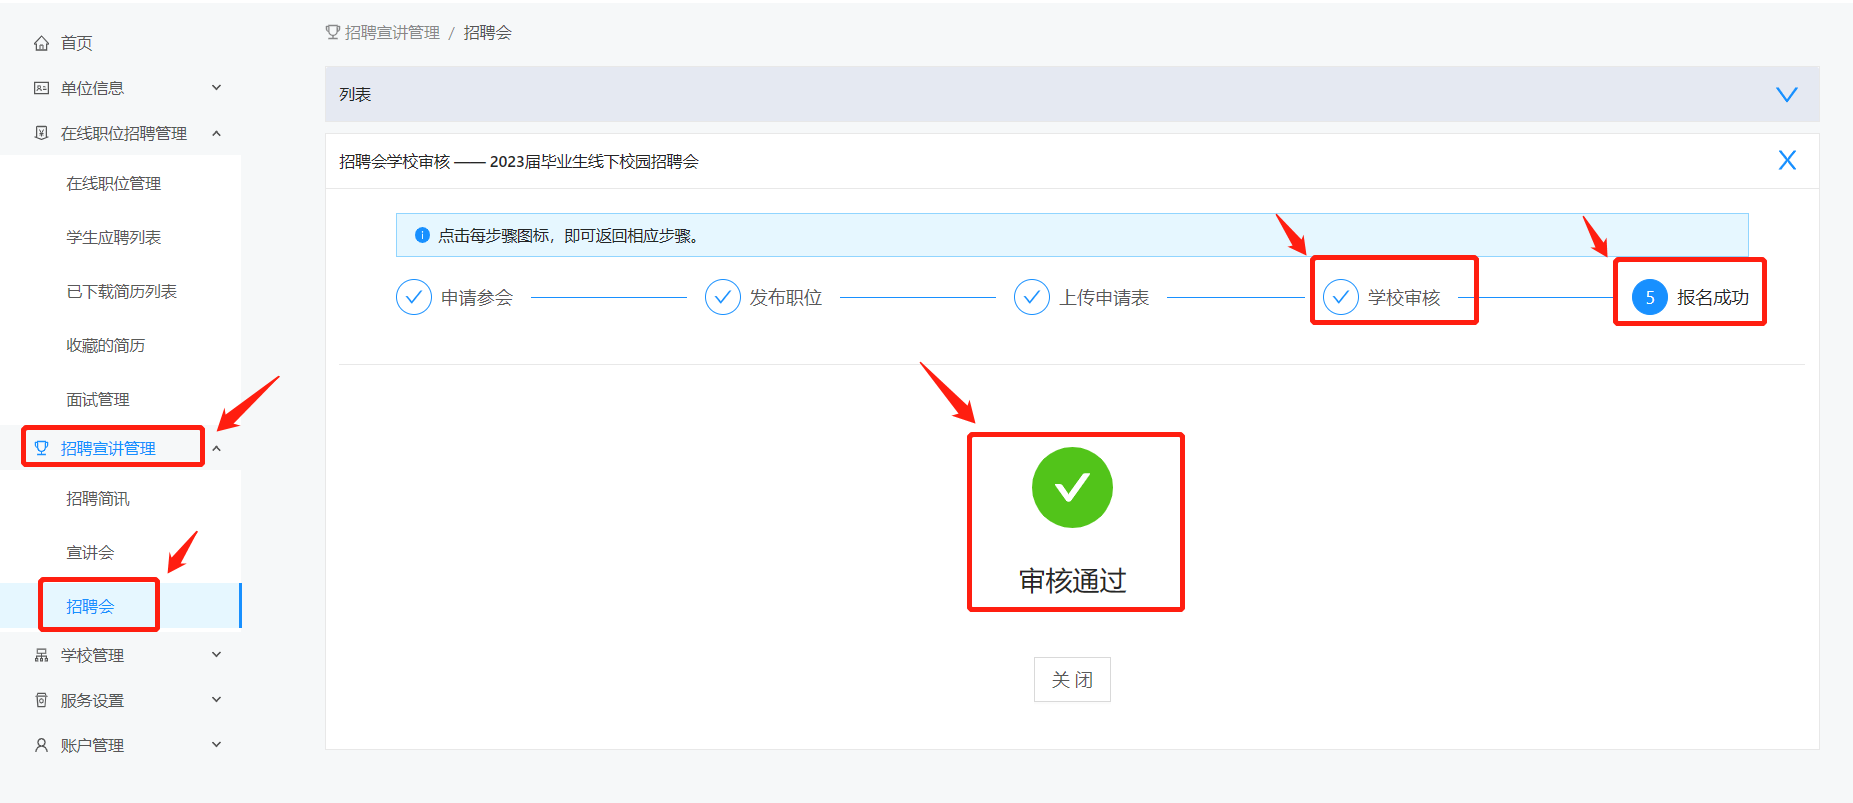 首页
单位信息
在线职位招聘管理
在线职位管理
学生应聘列表
已下载简历列表
收藏的简历
面试管理
招聘宣讲管理
招聘简讯
宣讲会
招聘会
学校管理
服务设置
账户管理
招聘宣讲管理 / 招聘会
列表
招聘会学校审核 —— 2023届毕业生线下校园招聘会
点击每步骤图标，即可返回相应步骤。
申请参会 发布职位 上传申请表 学校审核 5 报名成功
审核通过
关 闭